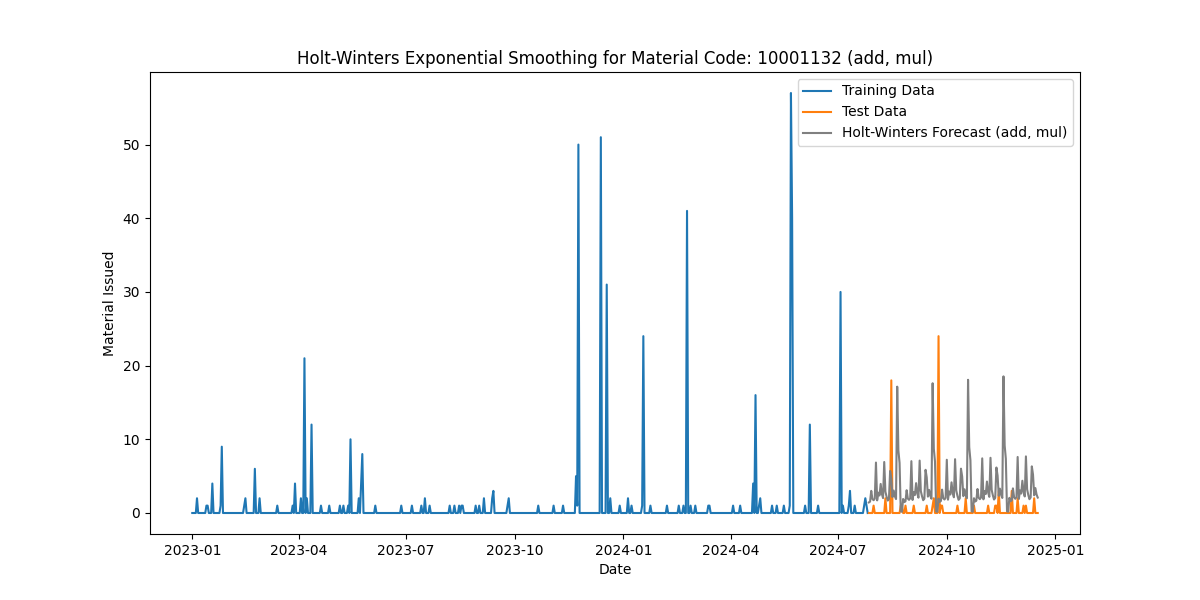 Holt-Winters Exponential Smoothing for Material Code: 10001132 (add, mul)
Training Data
Test Data
Holt-Winters Forecast (add, mul)
Material Issued
50
40
30
20
10
0
2023-01
2023-04
2023-07
2023-10
2024-01
2024-04
2024-07
2024-10
2025-01
Date